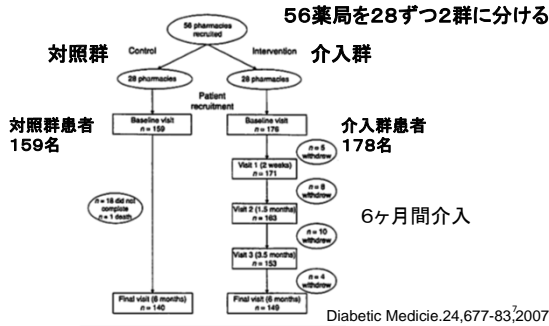 56薬局を28ずつ2群に分ける
56 pharmacies
recruited
対照群
Control
Intervention
介入群
28 pharmacies
28 pharmacies
Patient
recruitment
対照群患者
159名
Baseline visit
n = 159
Baseline visit
n = 176
介入群患者
178名
n = 5
withdrew
Visit 1 (2 weeks)
n = 171
n = 8
withdrew
n = 18 did not
complete
n = 1 death
Visit 2 (1.5 months)
n = 163
6ヶ月間介入
n = 10
withdrew
Visit 3 (3.5 months)
n = 153
n = 4
withdrew
Final visit (6 months)
n = 140
Final visit (6 months)
n = 149
7
Diabetic Medicie.24,677-83,2007